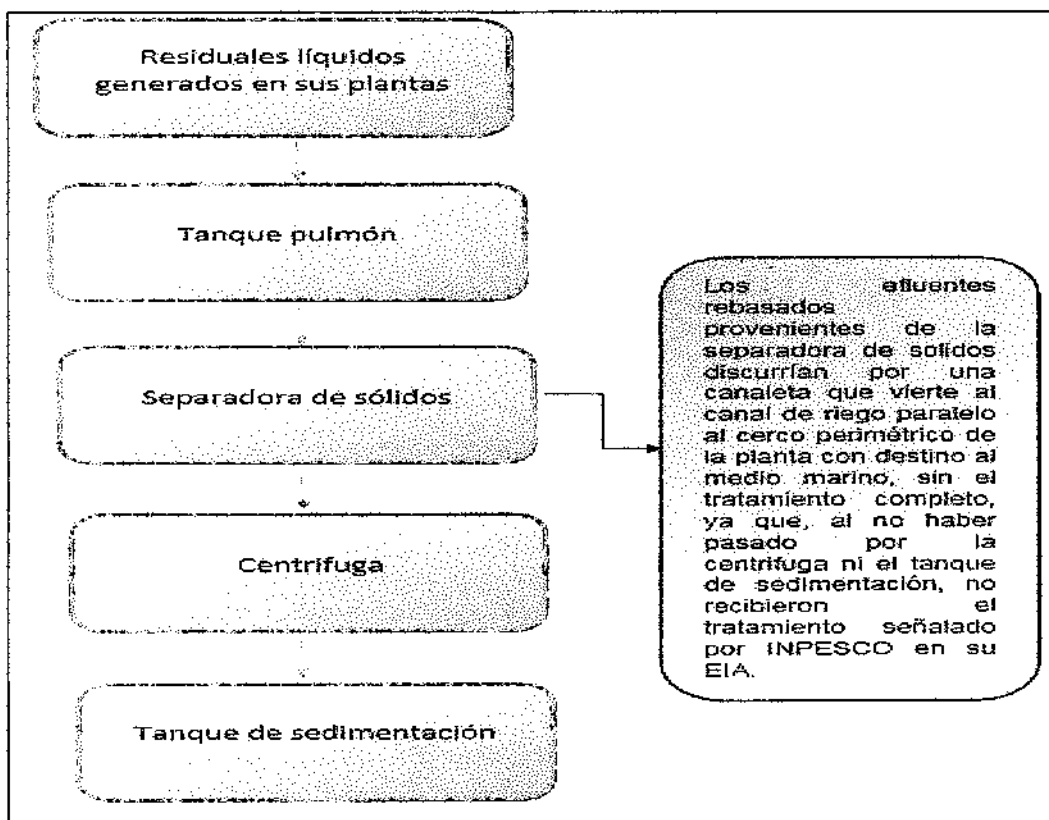 Residuales líquidos
generados en sus plantas
Tanque pulmón
Separadora de sólidos
Centrífuga
Tanque de sedimentación
Los efluentes
rebasados
provenientes de la
separadora de solidos
discurrían por una
canaleta que vierte al
canal de riego paralelo
al cerco perimétrico de
la planta con destino al
medio marino, sin el
tratamiento completo,
ya que, al no haber
pasado por la
centrifuga ni el tanque
de sedimentación, no
recibieron el
tratamiento señalado
por INPESCO en su
EIA.